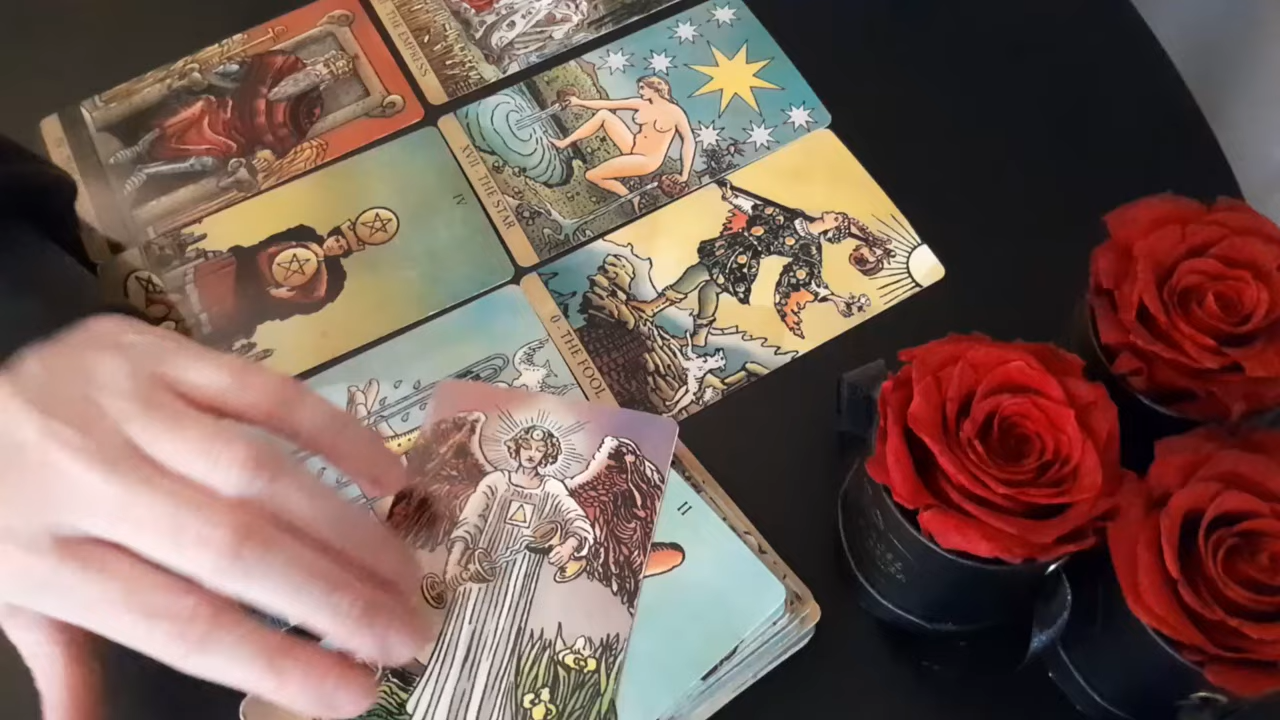 THE EMPRESS
XVII - THE STAR
IV
0 - THE FOOL
II